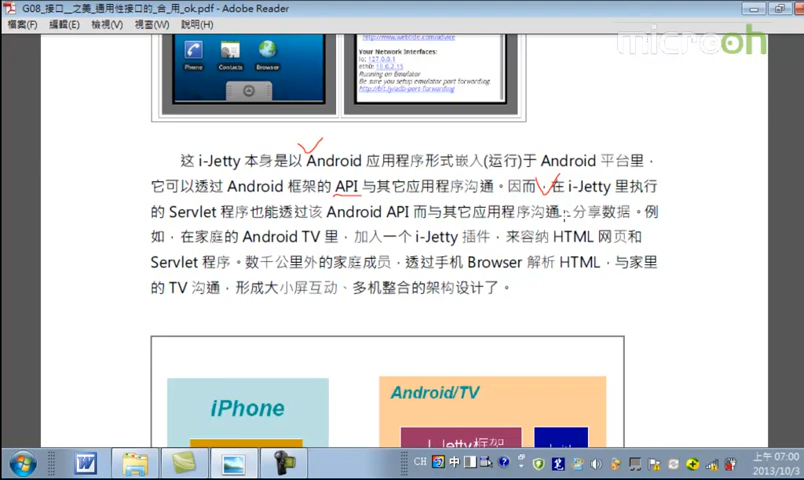 G08_接口__之美_通用性接口的_合_用_ok.pdf - Adobe Reader
檔案(F) 編輯(E) 檢視(V) 視窗(W) 說明(H)
microoh
Your Network Interfaces:
lo: 127.0.0.1
eth0: 10.0.2.15
Running on Emulator
Be sure you setup emulator port forwarding
Phone Contacts Browser
这 i-Jetty 本身是以 Android 应用程序形式嵌入(运行)于 Android 平台里，
它可以透过 Android 框架的 API 与其它应用程序沟通。因而，在 i-Jetty 里执行
的 Servlet 程序也能透过该 Android API 而与其它应用程序沟通、分享数据。例
如，在家庭的 Android TV 里，加入一个 i-Jetty 插件，来容纳 HTML 网页和
Servlet 程序。数千公里外的家庭成员，透过手机 Browser 解析 HTML，与家里
的 TV 沟通，形成大小屏互动、多机整合的架构设计了。
iPhone
Android/TV
i-Jetty框架
CH 中
上午 07:00
2013/10/3